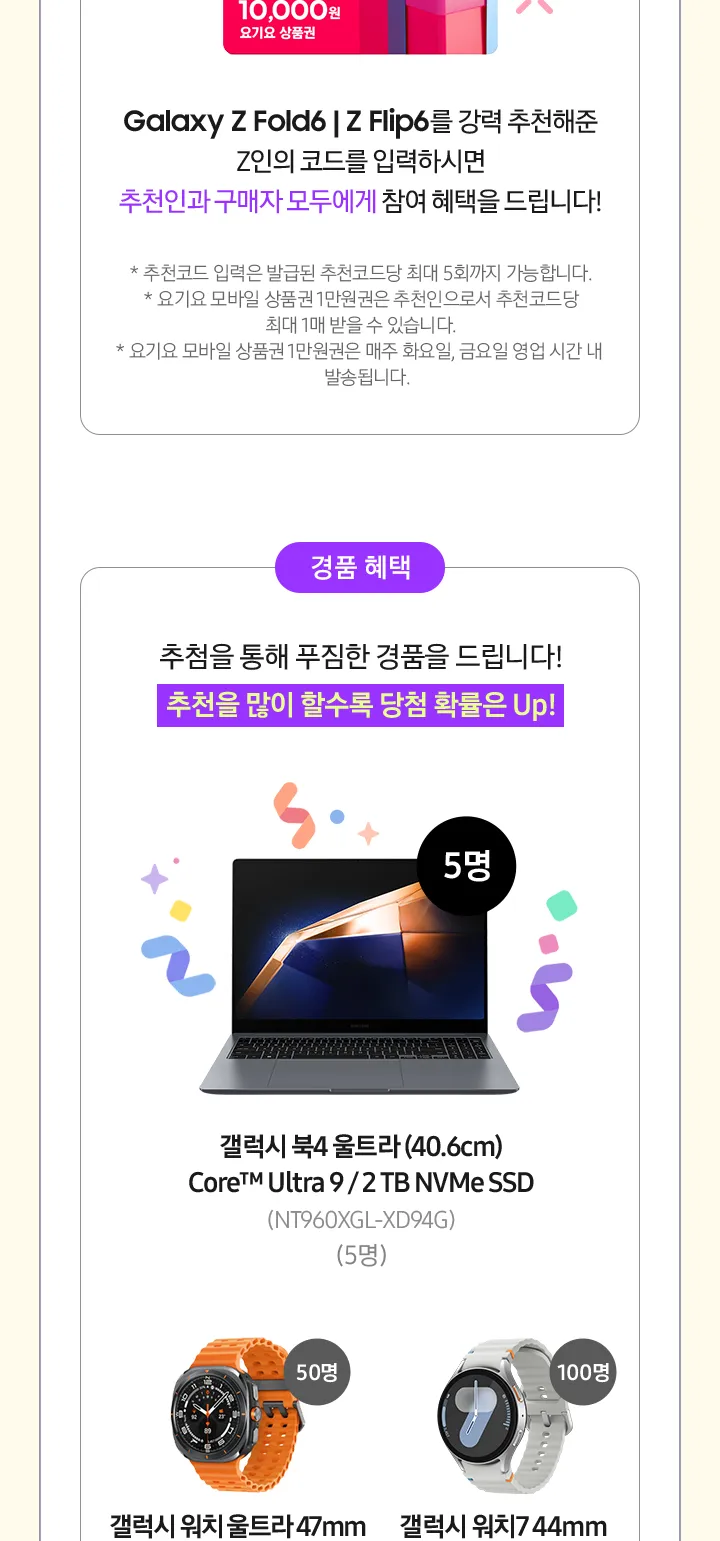 10,000원
요기요 상품권
Galaxy Z Fold6 | Z Flip6를 강력 추천해준
Z인의 코드를 입력하시면
추천인과 구매자 모두에게 참여 혜택을 드립니다!
* 추천코드 입력은 발급된 추천코드당 최대 5회까지 가능합니다.
* 요기요 모바일 상품권 1만원권은 추천인으로서 추천코드당
최대 1매 받을 수 있습니다.
* 요기요 모바일 상품권 1만원권은 매주 화요일, 금요일 영업 시간 내
발송됩니다.
경품 혜택
추첨을 통해 푸짐한 경품을 드립니다!
추천을 많이 할수록 당첨 확률은 Up!
5명
갤럭시 북4 울트라 (40.6cm)
Core™ Ultra 9 / 2 TB NVMe SSD
(NT960XGL-XD94G)
(5명)
50명
100명
갤럭시 워치 울트라 47mm
갤럭시 워치7 44mm